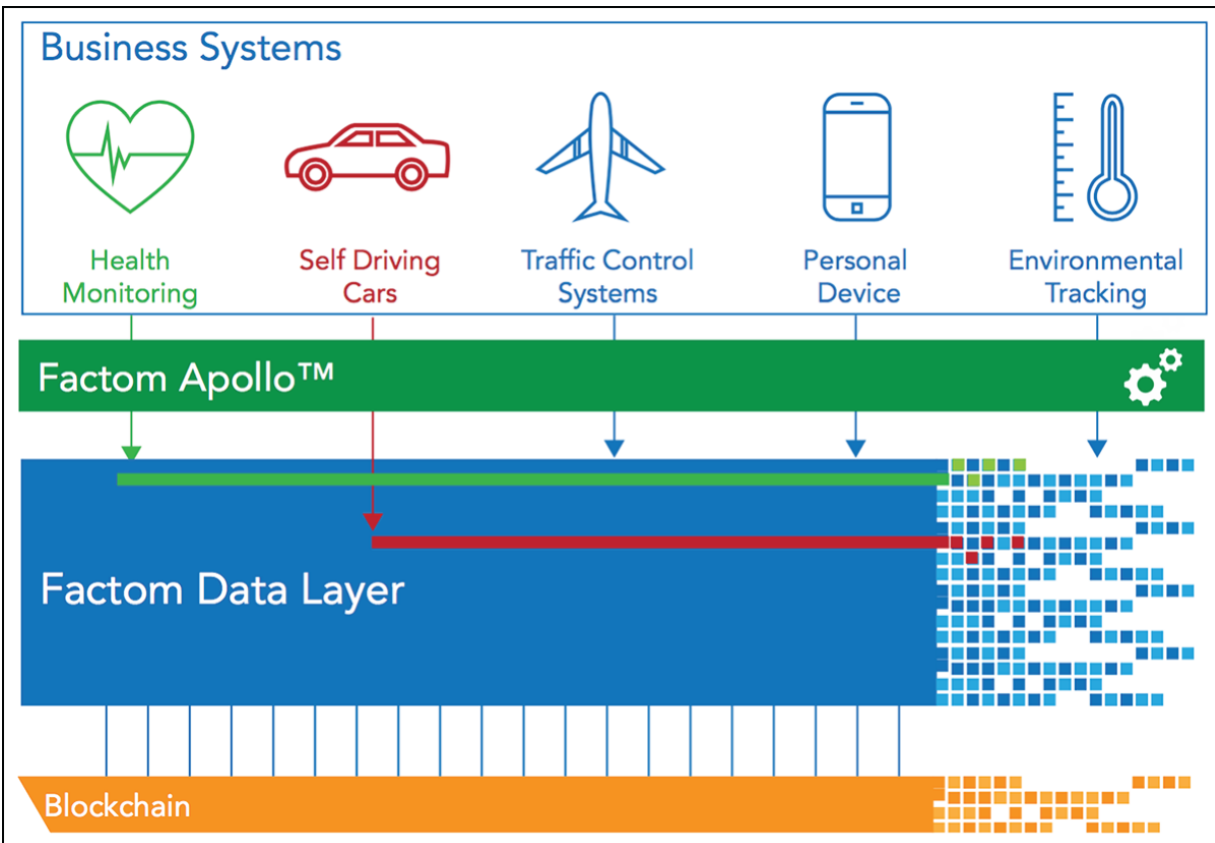 Business Systems
Health
Monitoring
Self Driving
Cars
Traffic Control
Systems
Personal
Device
Environmental
Tracking
Factom Apollo™
Factom Data Layer
Blockchain